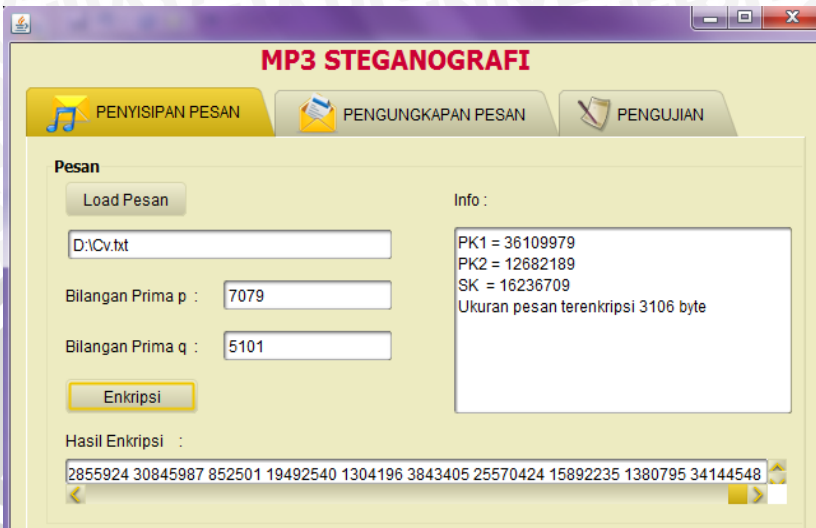 MP3 STEGANOGRAFI
PENYISIPAN PESAN
PENGUNGKAPAN PESAN
PENGUJIAN
Pesan
Load Pesan
Info :
D:\Cv.txt
PK1 = 36109979
PK2 = 12682189
SK = 16236709
Ukuran pesan terenkripsi 3106 byte
Bilangan Prima p :
7079
Bilangan Prima q :
5101
Enkripsi
Hasil Enkripsi :
2855924 30845987 852501 19492540 1304196 3843405 25570424 15892235 1380795 34144548